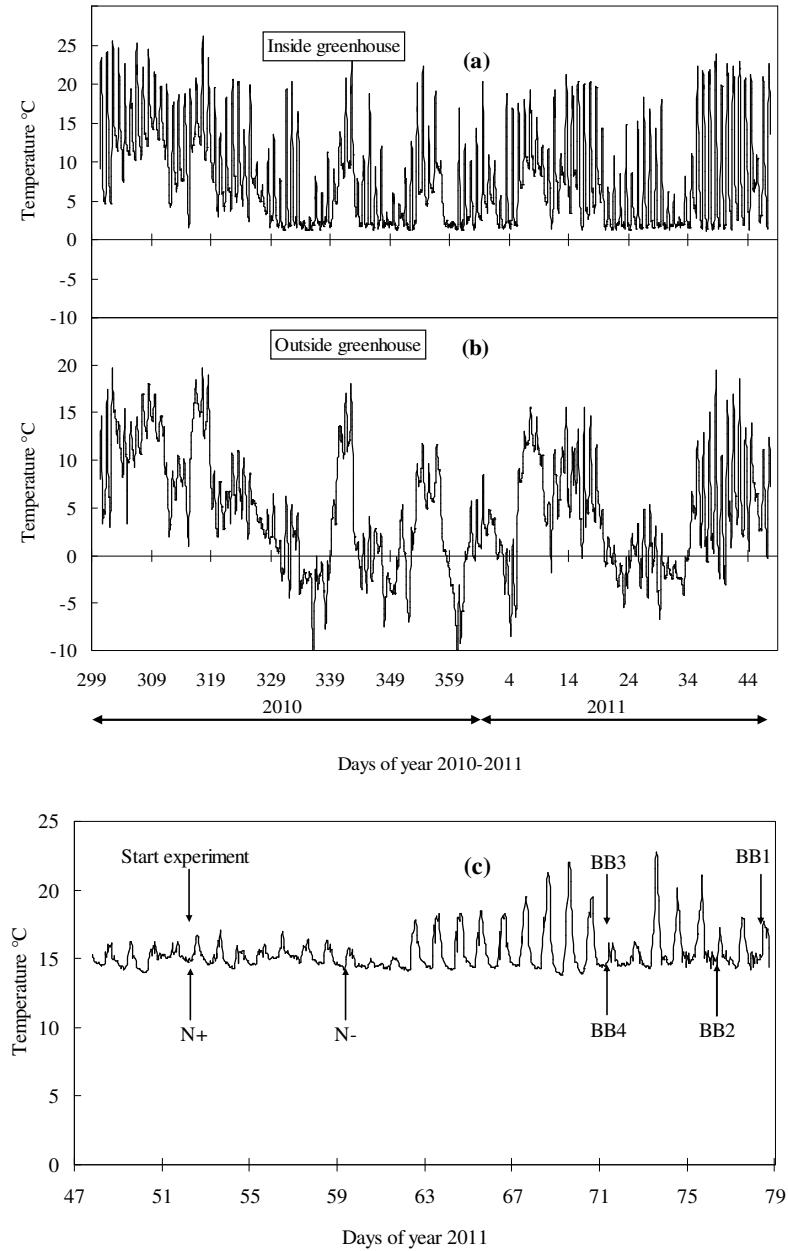 25
20
15
10
5
0
-5
-10
Temperature °C
Inside greenhouse
(a)
20
15
10
5
0
-5
-10
Temperature °C
Outside greenhouse
(b)
299 309 319 329 339 349 359 4 14 24 34 44
2010 2011
Days of year 2010-2011
25
20
15
10
5
0
Temperature °C
Start experiment
(c)
BB3
BB1
N+
N-
BB4
BB2
47 51 55 59 63 67 71 75 79
Days of year 2011